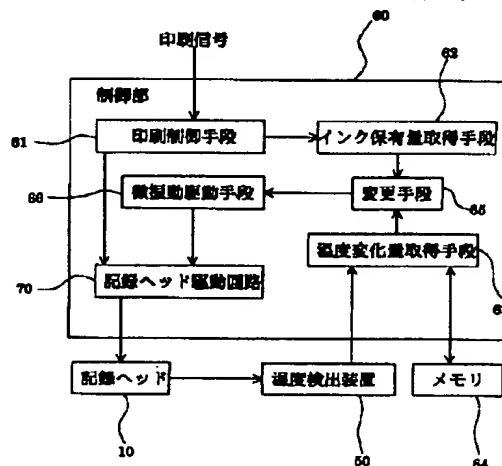 印刷信号
60
62
制御部
61
印刷制御手段
インク保有量取得手段
66
微振動駆動手段
変更手段
65
温度変化量取得手段
70
記録ヘッド駆動回路
記録ヘッド
温度検出装置
メモリ
10
50
64